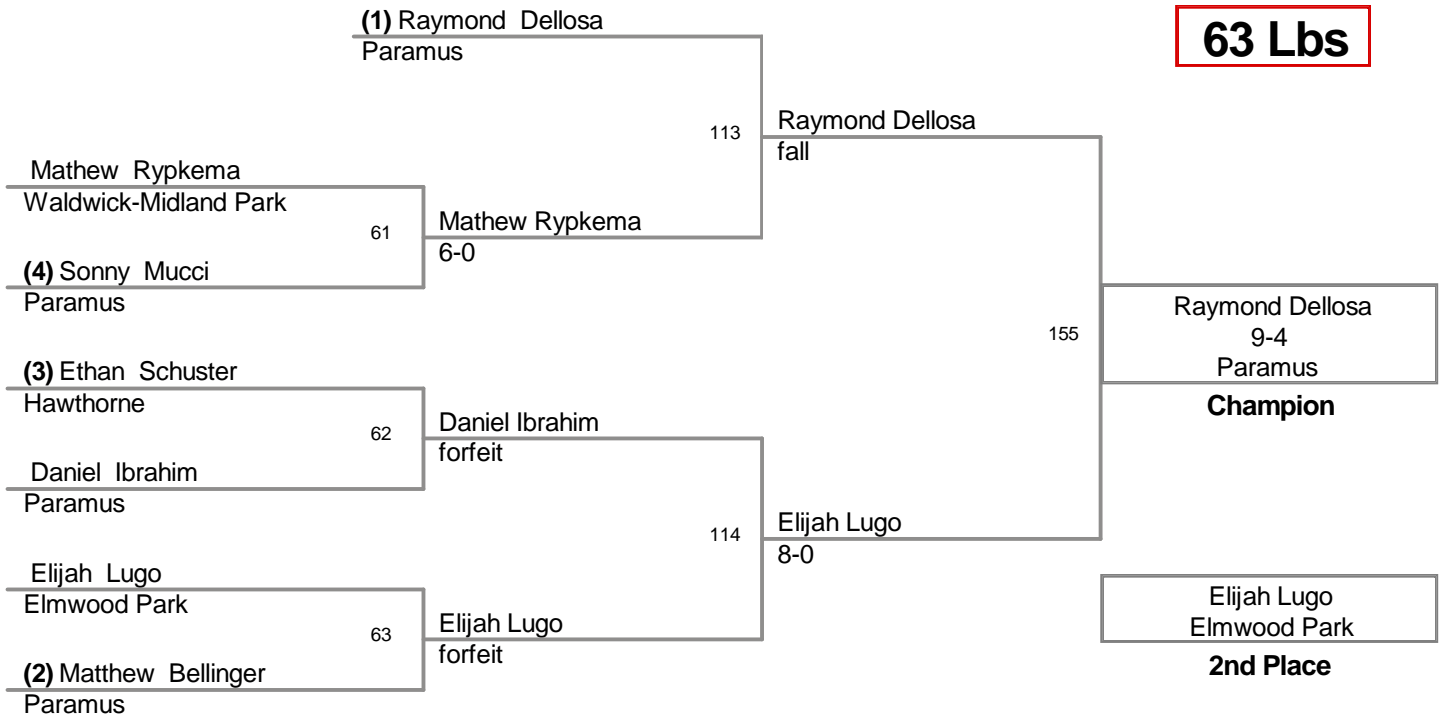 (1) Raymond Dellosa
Paramus
63 Lbs
113
Raymond Dellosa
fall
Mathew Rypkema
Waldwick-Midland Park
61
Mathew Rypkema
6-0
(4) Sonny Mucci
Paramus
155
Raymond Dellosa
9-4
Paramus
Champion
(3) Ethan Schuster
Hawthorne
62
Daniel Ibrahim
forfeit
Daniel Ibrahim
Paramus
114
Elijah Lugo
8-0
Elijah Lugo
Elmwood Park
63
Elijah Lugo
forfeit
(2) Matthew Bellinger
Paramus
Elijah Lugo
Elmwood Park
2nd Place